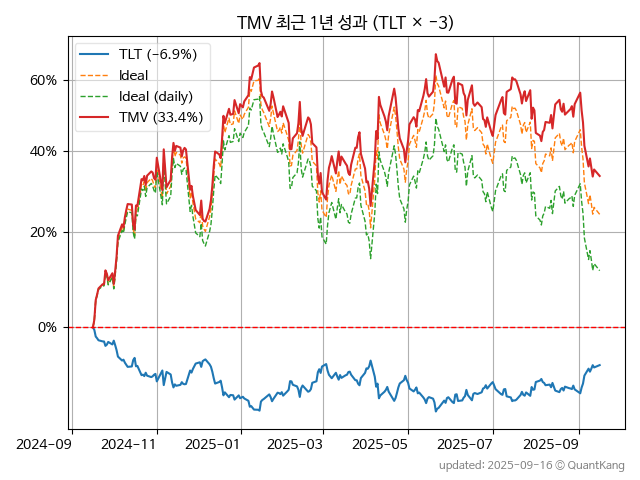 TMV 최근 1년 성과 (TLT × −3)
TLT (−6.9%)
Ideal
Ideal (daily)
TMV (33.4%)
60%
40%
20%
0%
2024−09 2024−11 2025−01 2025−03 2025−05 2025−07 2025−09
updated: 2025−09−16 ⓒ QuantKang